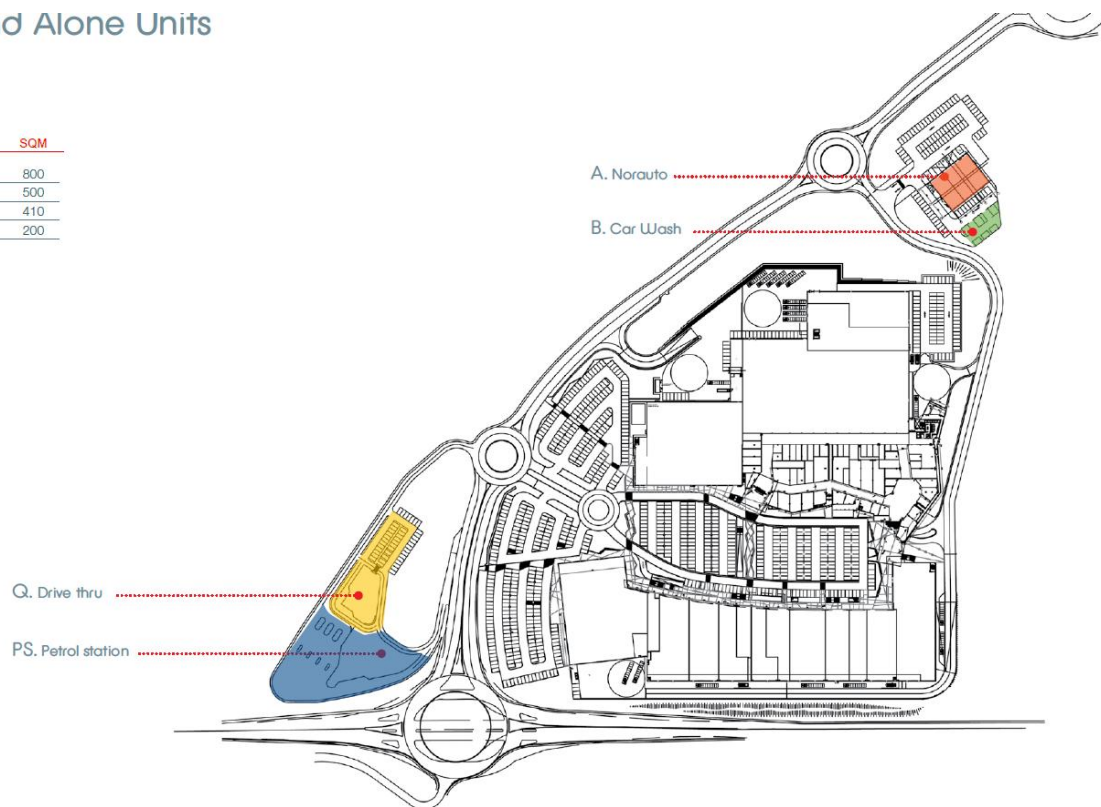 d Alone Units
SQM
800
500
410
200
A. Norauto
B. Car Wash
Q. Drive thru
PS. Petrol station